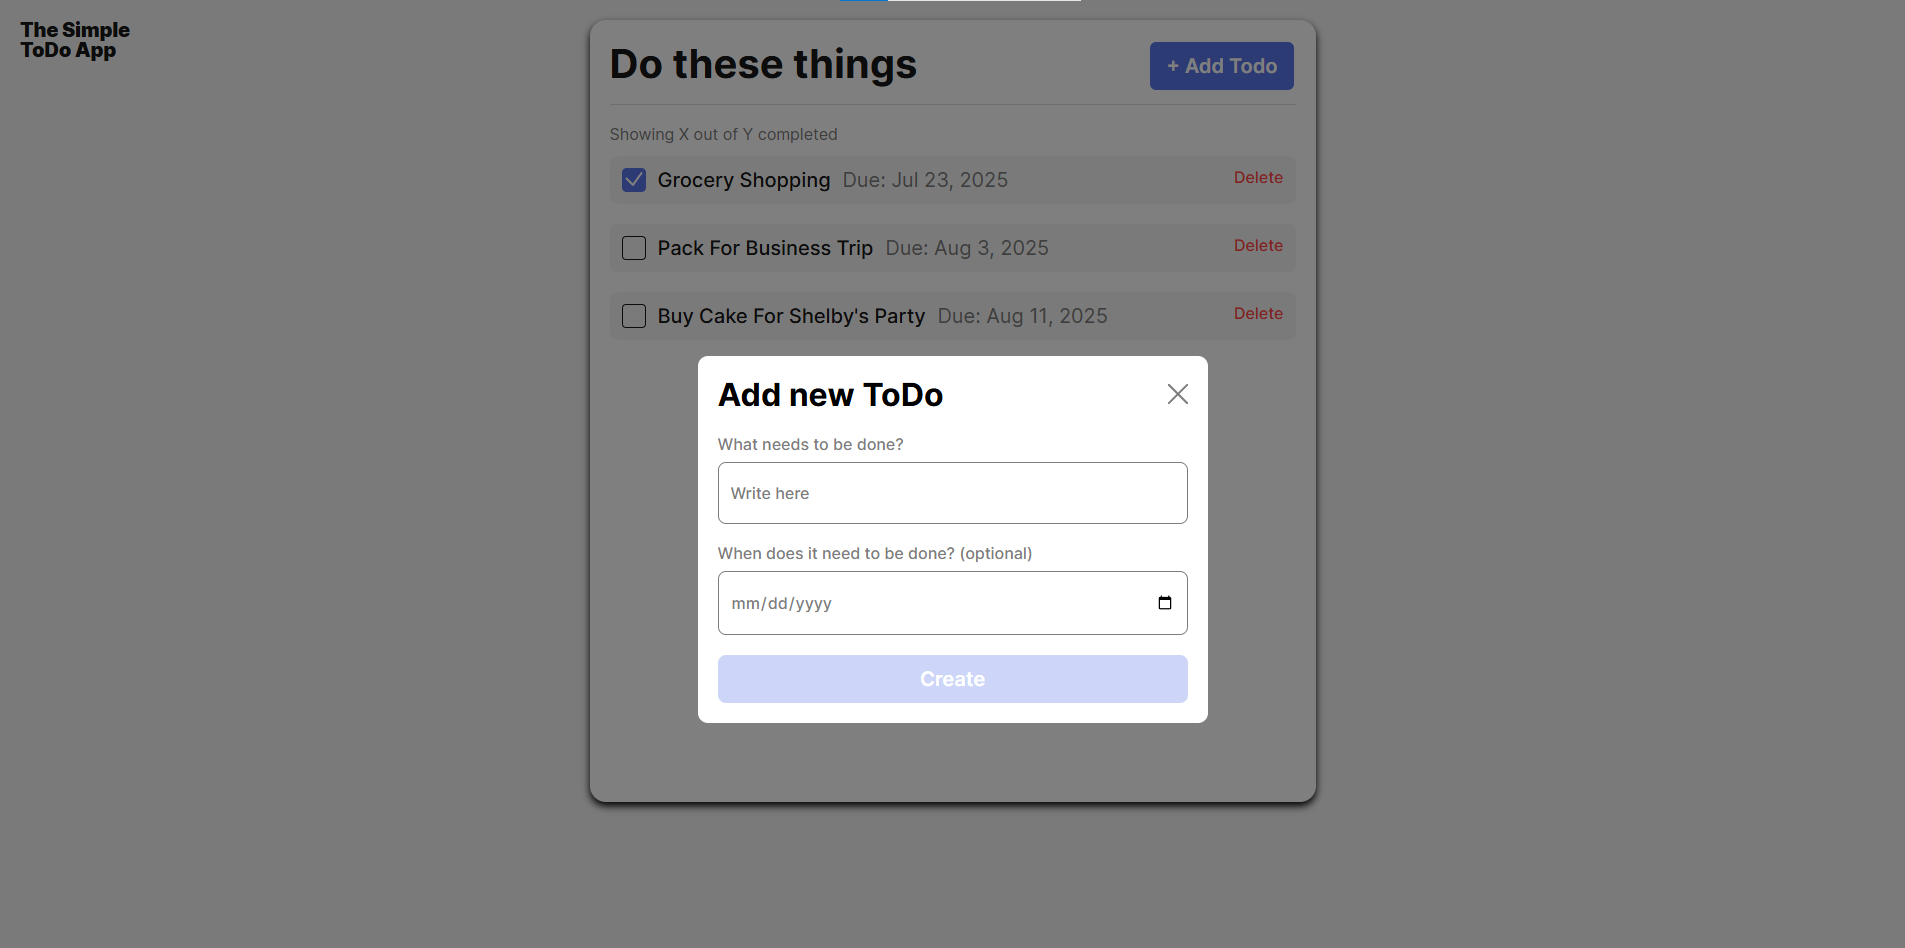 The Simple
ToDo App
Do these things
+ Add Todo
Showing X out of Y completed
Grocery Shopping Due: Jul 23, 2025 Delete
Pack For Business Trip Due: Aug 3, 2025 Delete
Buy Cake For Shelby's Party Due: Aug 11, 2025 Delete
Add new ToDo
What needs to be done?
Write here
When does it need to be done? (optional)
mm/dd/yyyy
Create